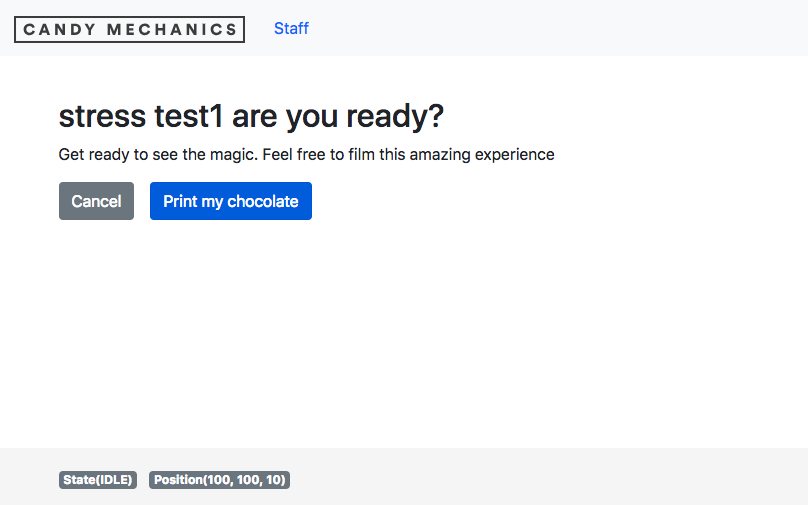 CANDY MECHANICS Staff
stress test1 are you ready?
Get ready to see the magic. Feel free to film this amazing experience
Cancel Print my chocolate
State(IDLE) Position(100, 100, 10)